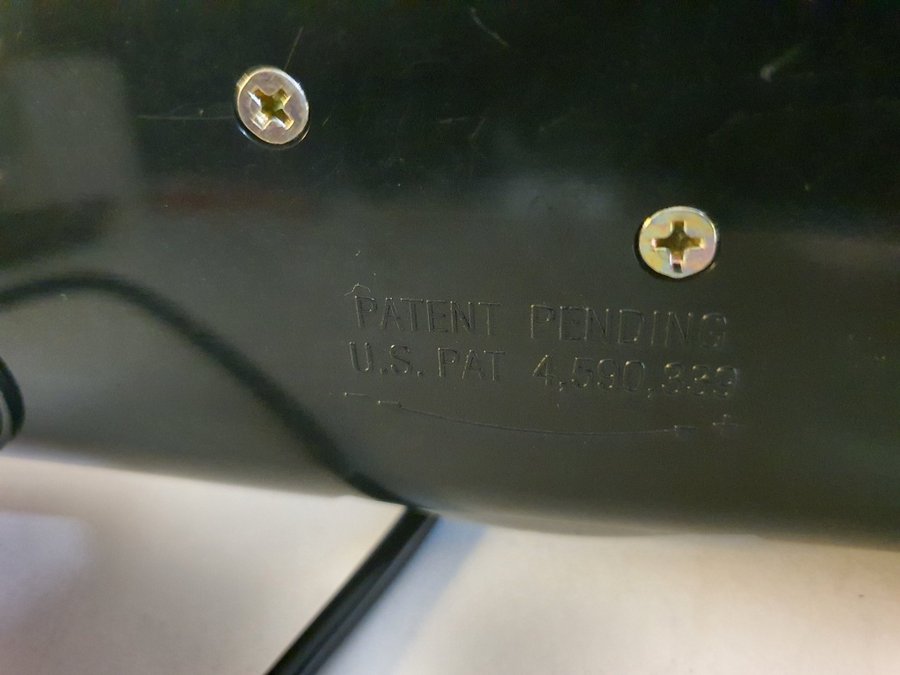 PATENT PENDING
U.S. PAT 4,590,333